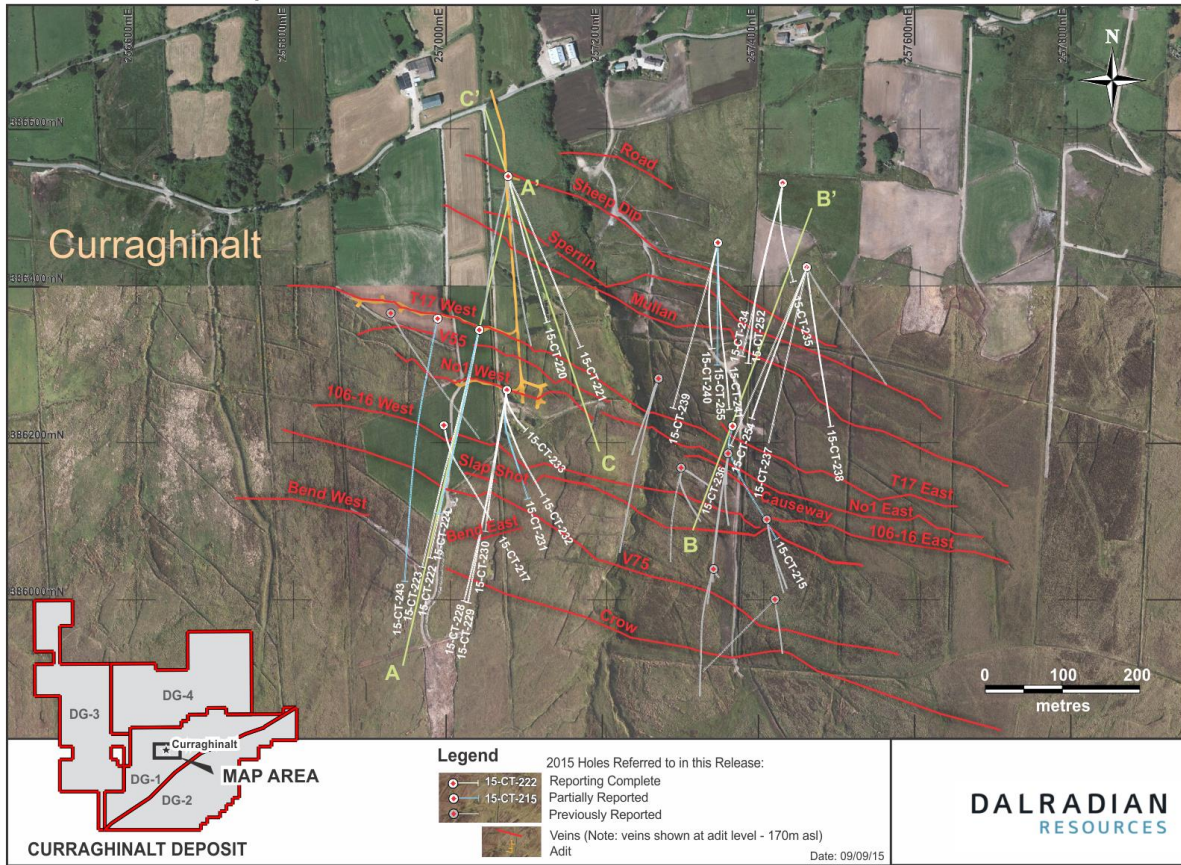 256600mE
256800mE
257000mE
257200mE
257400mE
257600mE
N
386600mN
386400mN
386200mN
386000mN
Curraghinalt
C'
A'
B'
A
B
C
Road
Sheep Dip
Sperrin
Mullan
T17 West
V75
No1 West
106-16 West
Slap Shot
Bend West
Bend East
V75
Crow
T17 East
No1 East
Causeway
106-16 East
15-CT-220
15-CT-221
15-CT-234
15-CT-252
15-CT-235
15-CT-239
15-CT-240
15-CT-255
15-CT-254
15-CT-237
15-CT-238
15-CT-236
15-CT-233
15-CT-232
15-CT-231
15-CT-217
15-CT-230
15-CT-228
15-CT-229
15-CT-222
15-CT-223
15-CT-243
15-CT-215
0 100 200
metres
DG-4
DG-3
Curraghinalt
DG-1
MAP AREA
DG-2
CURRAGHINALT DEPOSIT
Legend
2015 Holes Referred to in this Release:
15-CT-222 Reporting Complete
15-CT-215 Partially Reported
Previously Reported
Veins (Note: veins shown at adit level - 170m asl)
Adit
Date: 09/09/15
DALRADIAN
RESOURCES